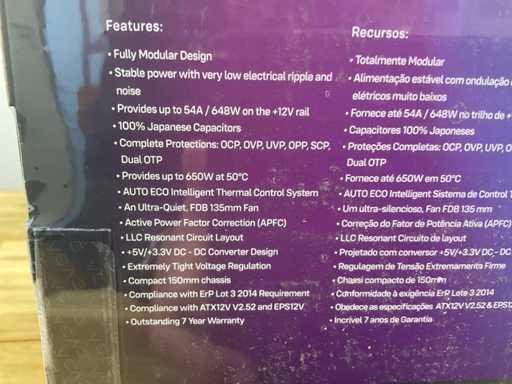 Features:
• Fully Modular Design
• Stable power with very low electrical ripple and
noise
• Provides up to 54A / 648W on the +12V rail
• 100% Japanese Capacitors
• Complete Protections: OCP, OVP, UVP, OPP, SCP,
Dual OTP
• Provides up to 650W at 50°C
• AUTO ECO Intelligent Thermal Control System
• An Ultra-Quiet, FDB 135mm Fan
• Active Power Factor Correction (APFC)
• LLC Resonant Circuit Layout
• +5V/+3.3V DC - DC Converter Design
• Extremely Tight Voltage Regulation
• Compact 150mm chassis
• Compliance with ErP Lot 3 2014 Requirement
• Compliance with ATX12V V2.52 and EPS12V
• Outstanding 7 Year Warranty
Recursos:
• Totalmente Modular
• Alimentação estável com ondulação
elétricos muito baixos
• Fornece até 54A / 648W no trilho de +
• Capacitores 100% Japoneses
• Proteções Completas: OCP, OVP, UVP, O
Dual OTP
• Fornece até 650W em 50°C
• AUTO ECO Intelligent Sistema de Control T
• Um ultra-silencioso, Fan FDB 135 mm
• Correção do Fator de Potência Ativa (APFC)
• LLC Resonant Circuito de layout
• Projetado com conversor +5V/+3.3V DC-
• Regulagem de Tensão Extremamente Firme
• Chassi compacto de 150mm
• Conformidade à exigência ErP Lote 3 2014
• Obedece as especificações ATX12V V2.52 & EPS1
• Incrível 7 anos de Garantia